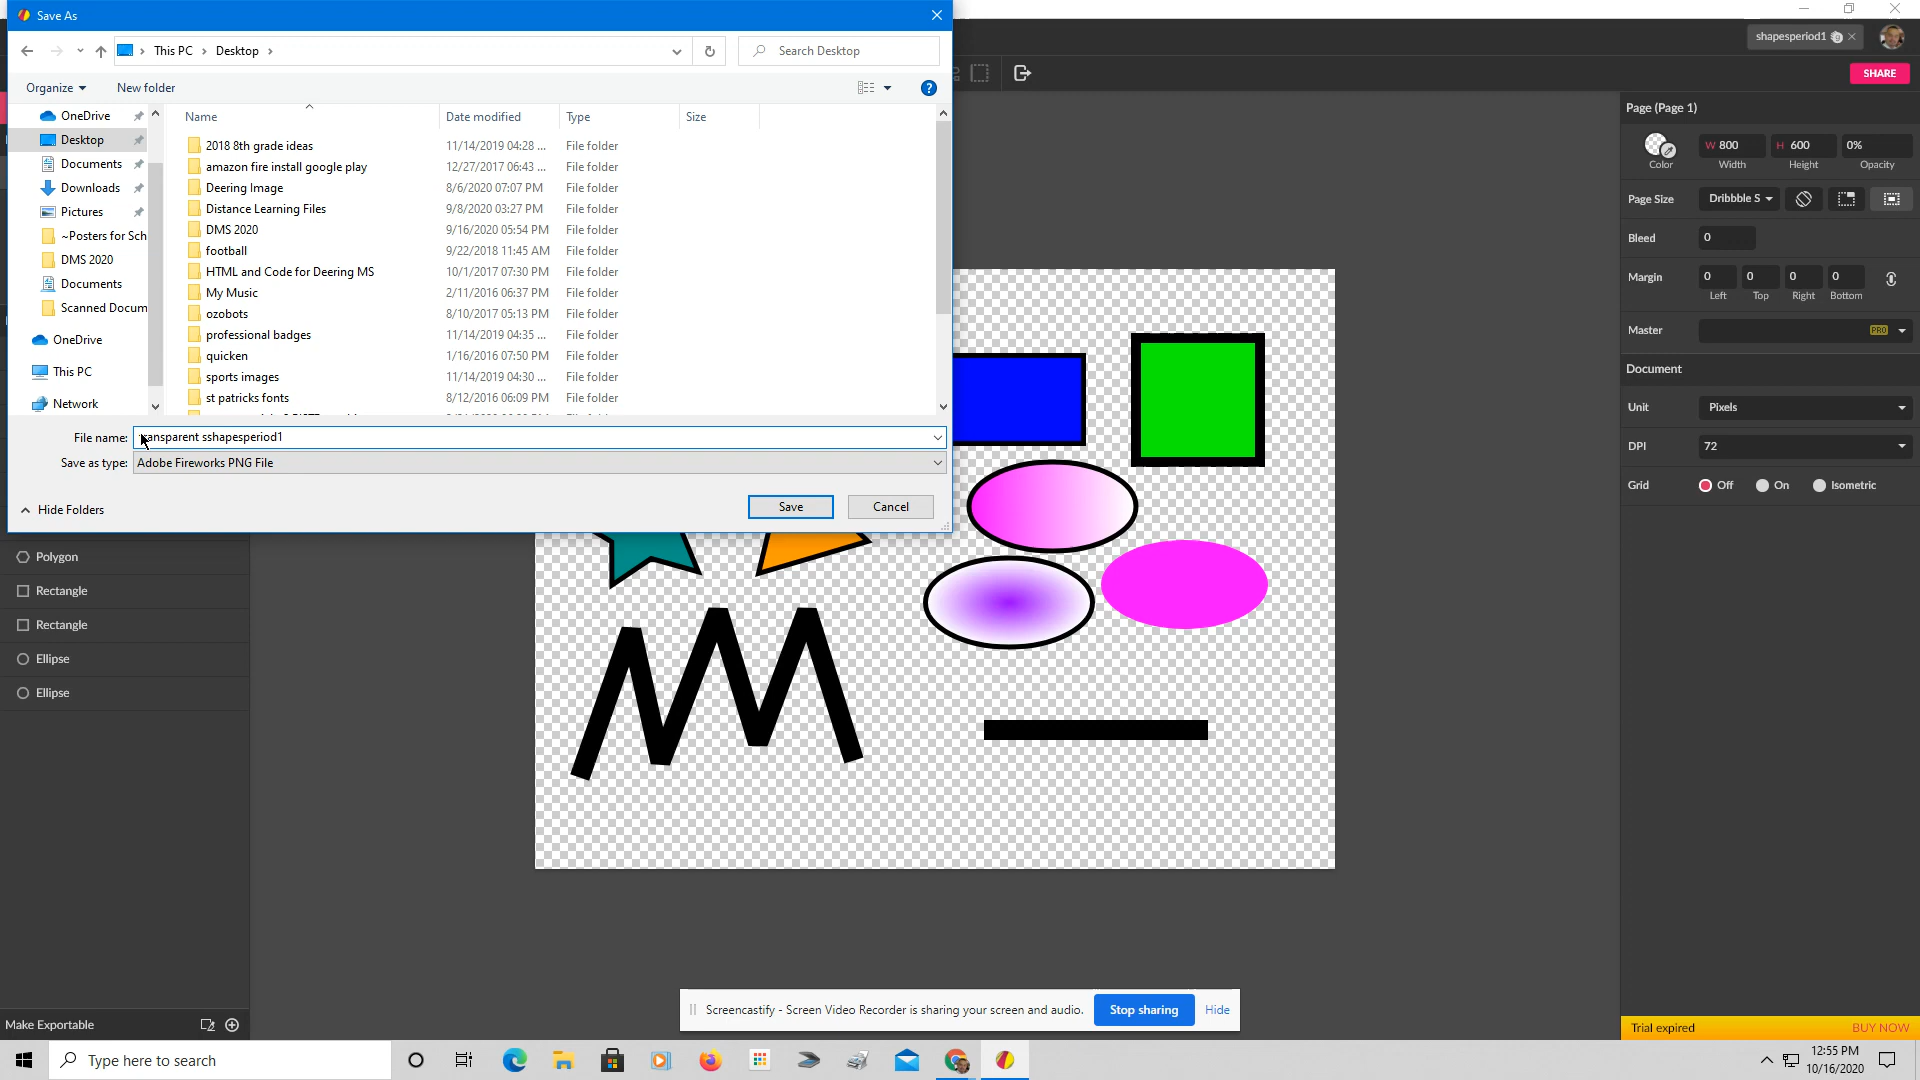 Save As
This PC
Desktop
Search Desktop
shapesperiod1
SHARE
Organize
New folder
Name
Date modified
Type
Size
OneDrive
Desktop
Documents
Downloads
Pictures
~Posters for Sch
DMS 2020
Documents
Scanned Docum
OneDrive
This PC
Network
2018 8th grade ideas 11/14/2019 04:28 ... File folder
amazon fire install google play 12/27/2017 06:43 ... File folder
Deering Image 8/6/2020 07:07 PM File folder
Distance Learning Files 9/8/2020 03:27 PM File folder
DMS 2020 9/16/2020 05:54 PM File folder
football 9/22/2018 11:45 AM File folder
HTML and Code for Deering MS 10/1/2017 07:30 PM File folder
My Music 2/11/2016 06:37 PM File folder
ozobots 8/10/2017 05:13 PM File folder
professional badges 11/14/2019 04:35 ... File folder
quicken 1/16/2016 07:50 PM File folder
sports images 11/14/2019 04:30 ... File folder
st patricks fonts 8/12/2016 06:09 PM File folder
File name: transparent sshapesperiod1
Save as type: Adobe Fireworks PNG File
Hide Folders
Save
Cancel
Polygon
Rectangle
Rectangle
Ellipse
Ellipse
Make Exportable
Page (Page 1)
W 800
H 600
0%
Color
Width
Height
Opacity
Page Size
Dribbble S
Bleed
0
Margin
0
0
0
0
Left
Top
Right
Bottom
Master
PRO
Document
Unit
Pixels
DPI
72
Grid
Off
On
Isometric
Screencastify - Screen Video Recorder is sharing your screen and audio.
Stop sharing
Hide
Trial expired
BUY NOW
Type here to search
12:55 PM
10/16/2020